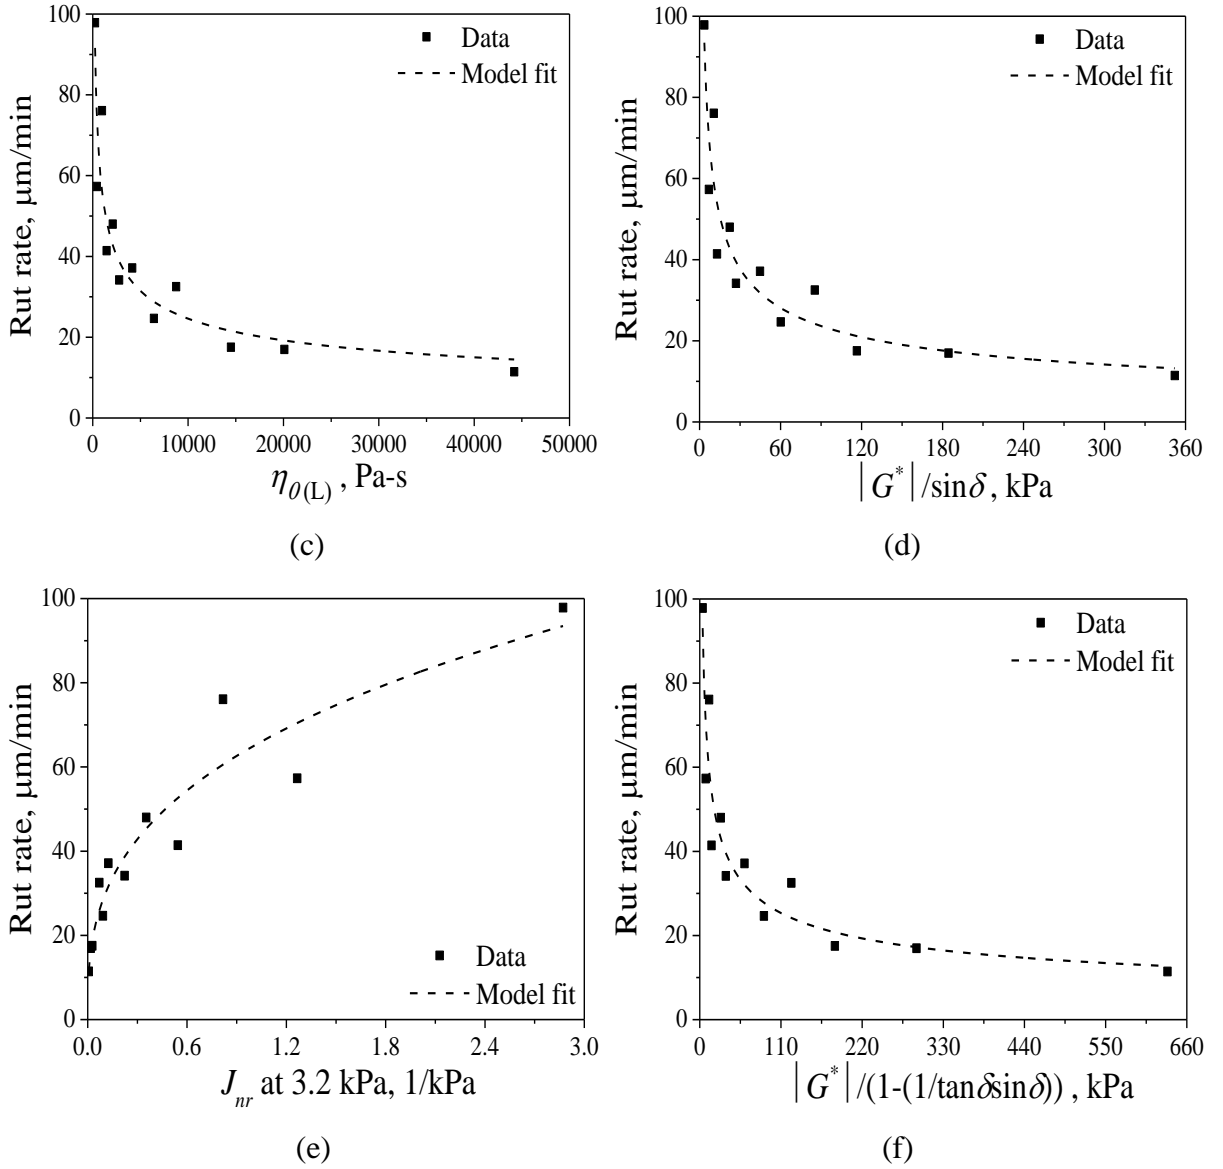 100
80
60
40
20
0
Rut rate, μm/min
Data
Model fit
0 10000 20000 30000 40000 50000
η0(L) , Pa-s
(c)
100
80
60
40
20
0
Rut rate, μm/min
Data
Model fit
0 60 120 180 240 300 360
|G*|/sinδ, kPa
(d)
100
80
60
40
20
0
Rut rate, μm/min
Data
Model fit
0.0 0.6 1.2 1.8 2.4 3.0
Jnr at 3.2 kPa, 1/kPa
(e)
100
80
60
40
20
0
Rut rate, μm/min
Data
Model fit
0 110 220 330 440 550 660
|G*|/(1-(1/tanδsinδ)) , kPa
(f)